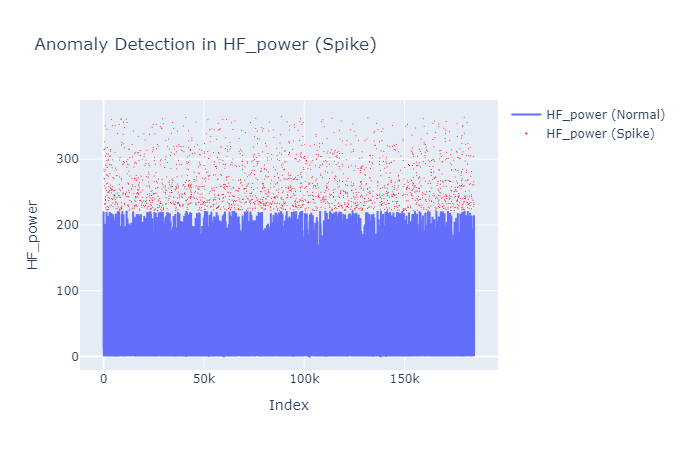 Anomaly Detection in HF_power (Spike)
HF_power (Normal)
HF_power (Spike)
300
200
100
0
HF_power
0
50k
100k
150k
Index